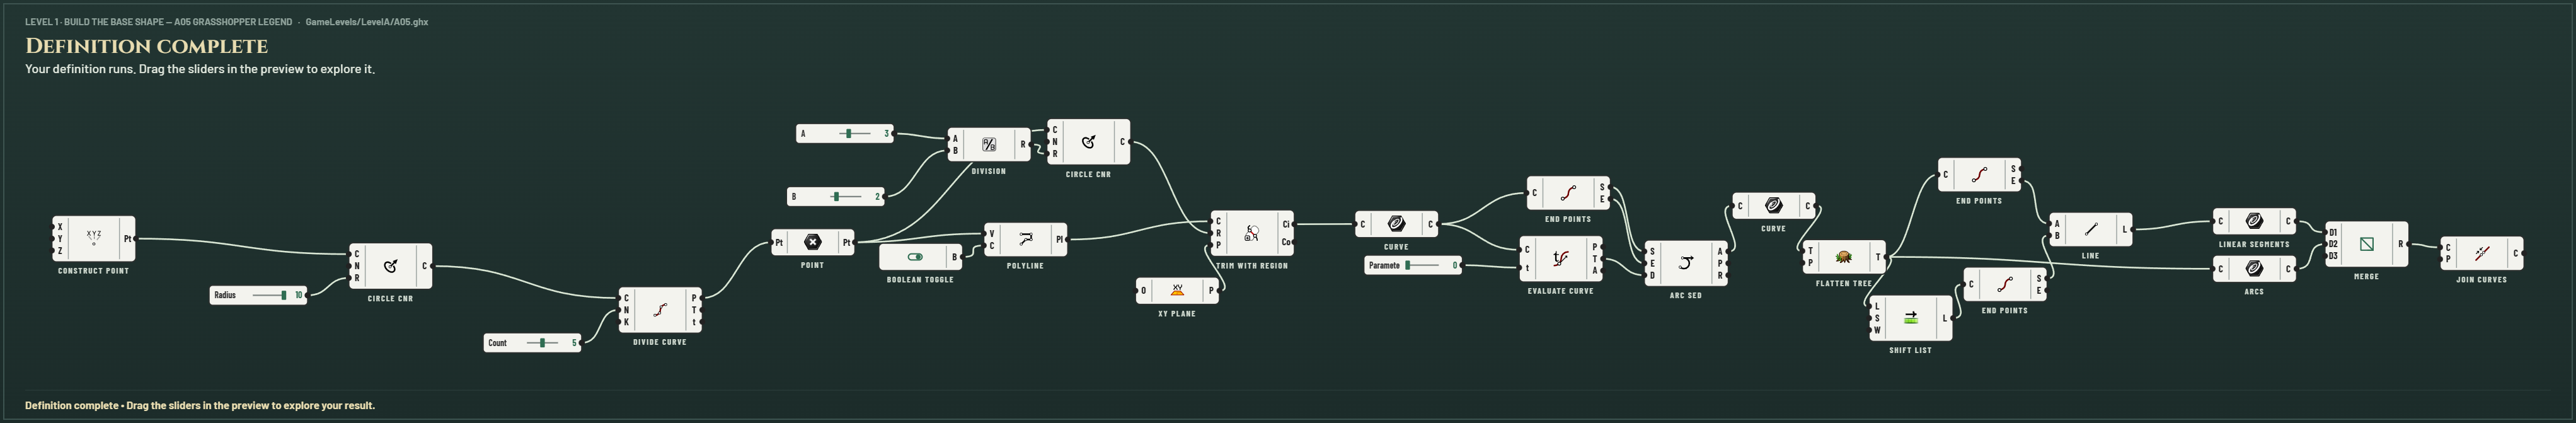 LEVEL 1 · BUILD THE BASE SHAPE — A05 GRASSHOPPER LEGEND · GameLevels/LevelA/A05.ghx
Definition complete
Your definition runs. Drag the sliders in the preview to explore it.
X Y Z XYZ Pt
CONSTRUCT POINT
Radius 10
C N R C
CIRCLE CNR
Count 5
C N K P T t
DIVIDE CURVE
A 3
B 2
Pt Pt
POINT
A B A/B R
DIVISION
B
BOOLEAN TOGGLE
C N R C
CIRCLE CNR
V C Pl
POLYLINE
O XY P
XY PLANE
C R P Ci Co
TRIM WITH REGION
C C
CURVE
Paramete 0
C S E
END POINTS
C t t P T A
EVALUATE CURVE
S E D A P R
ARC SED
C C
CURVE
T P T
FLATTEN TREE
L S W L
SHIFT LIST
C S E
END POINTS
C S E
END POINTS
A B L
LINE
C C
LINEAR SEGMENTS
C C
ARCS
D1 D2 D3 R
MERGE
C P C
JOIN CURVES
Definition complete • Drag the sliders in the preview to explore your result.